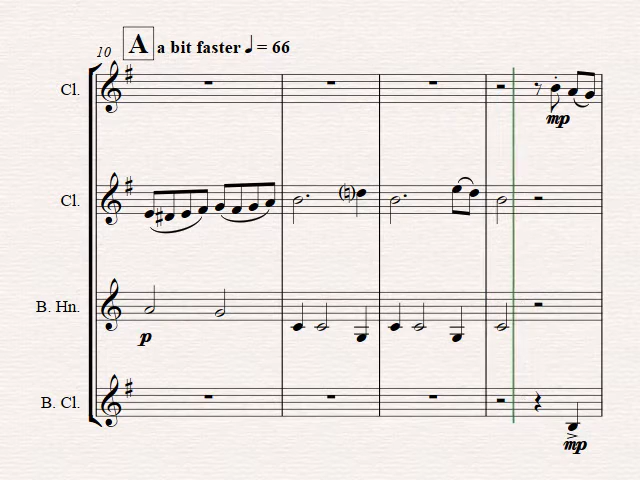 10
A a bit faster ♩ = 66
Cl.
mp
Cl.
B. Hn.
p
B. Cl.
mp